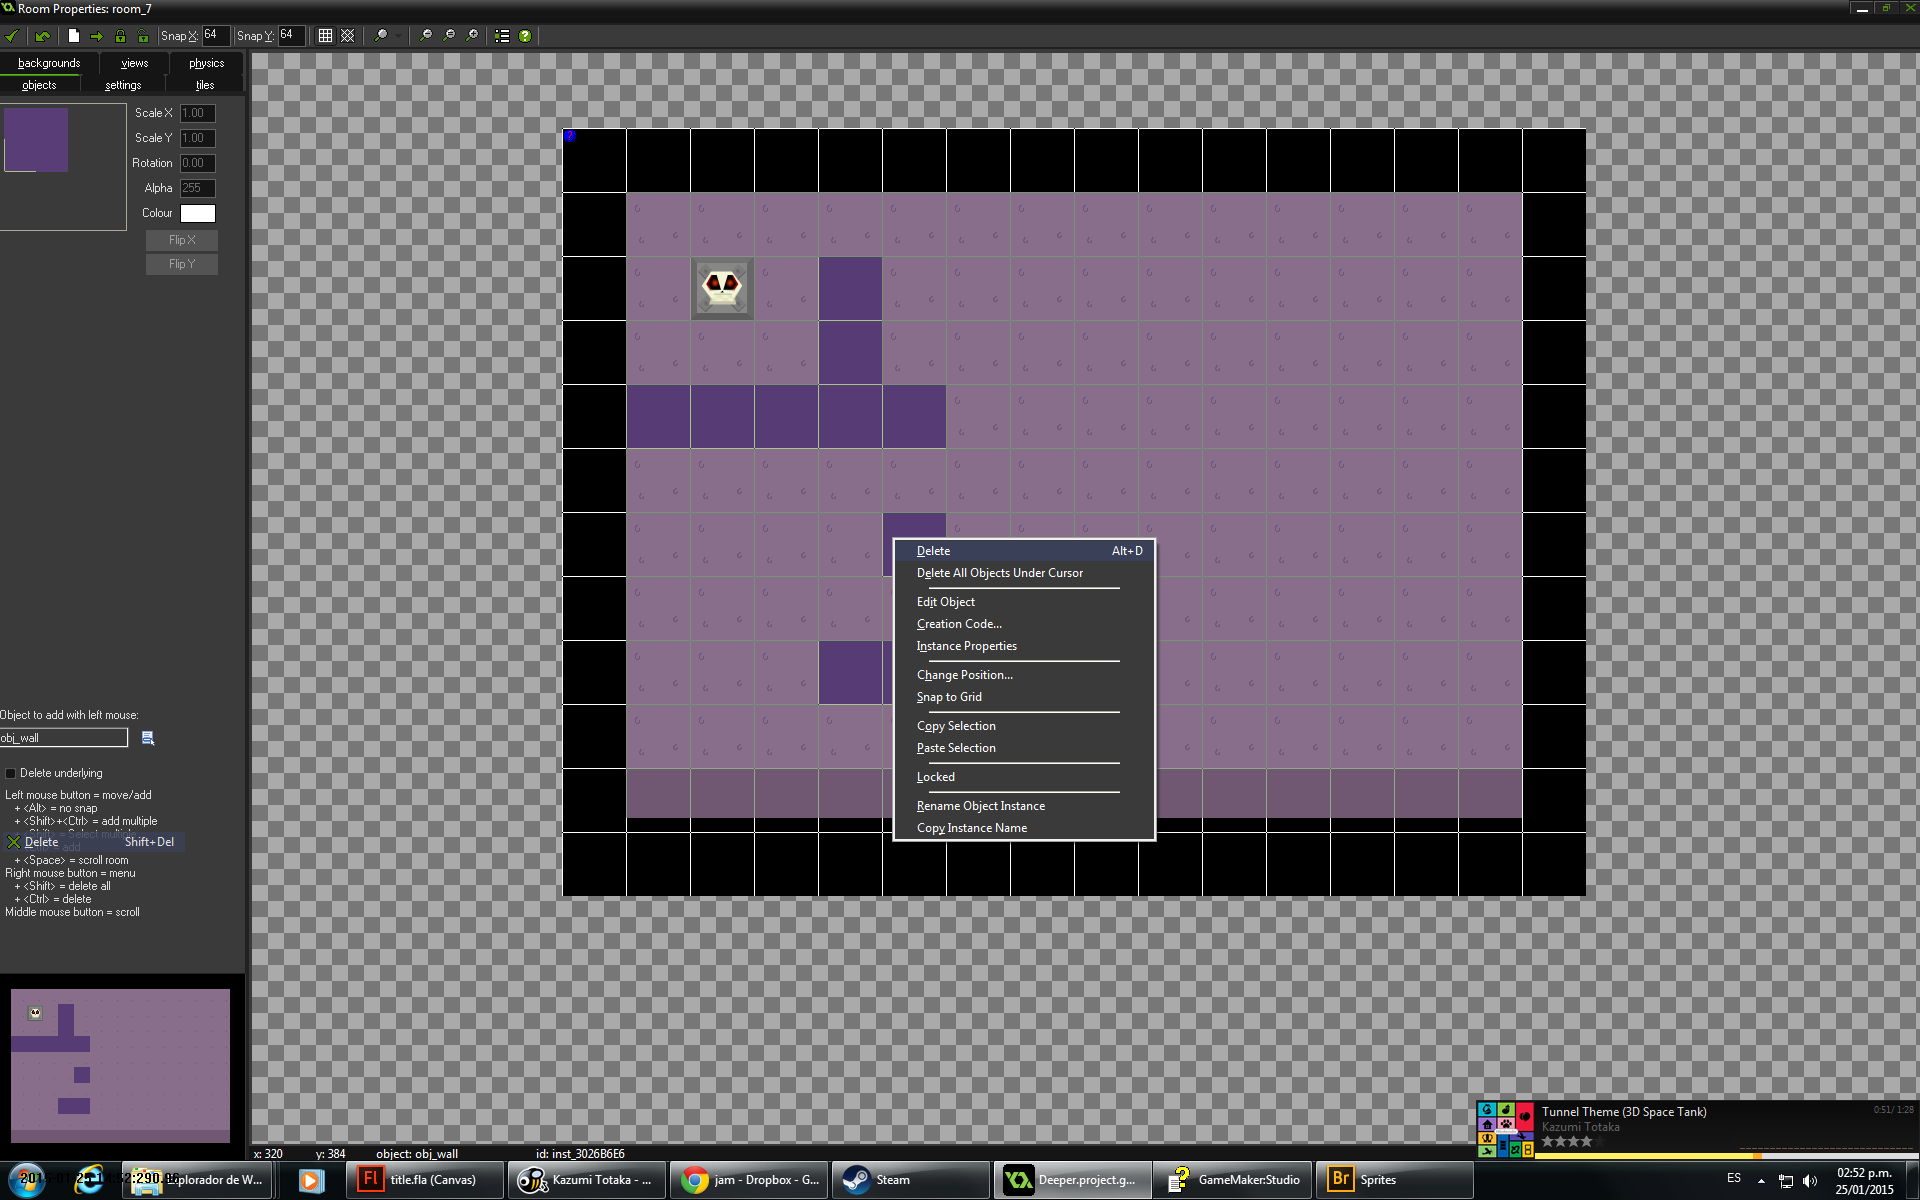 Room Properties: room_7
Snap X: 64 Snap Y: 64
backgrounds views physics
objects settings tiles
Scale X 1.00
Scale Y 1.00
Rotation 0.00
Alpha 255
Colour
Flip X
Flip Y
Object to add with left mouse:
obj_wall
Delete underlying
Left mouse button = move/add
+ <Alt> = no snap
+ <Shift>+<Ctrl> = add multiple
+ <Shift> = Select multiple
Delete Shift+Del
= add
+ <Space> = scroll room
Right mouse button = menu
+ <Shift> = delete all
+ <Ctrl> = delete
Middle mouse button = scroll
Delete Alt+D
Delete All Objects Under Cursor
Edit Object
Creation Code...
Instance Properties
Change Position...
Snap to Grid
Copy Selection
Paste Selection
Locked
Rename Object Instance
Copy Instance Name
Tunnel Theme (3D Space Tank) 0:51/ 1:28
Kazumi Totaka
x: 320 y: 384 object: obj_wall id: inst_3026B6E6
Explorador de W...
title.fla (Canvas)
Kazumi Totaka - ...
jam - Dropbox - G...
Steam
Deeper.project.g...
GameMaker:Studio
Br Sprites
Fl
ES
02:52 p.m.
25/01/2015